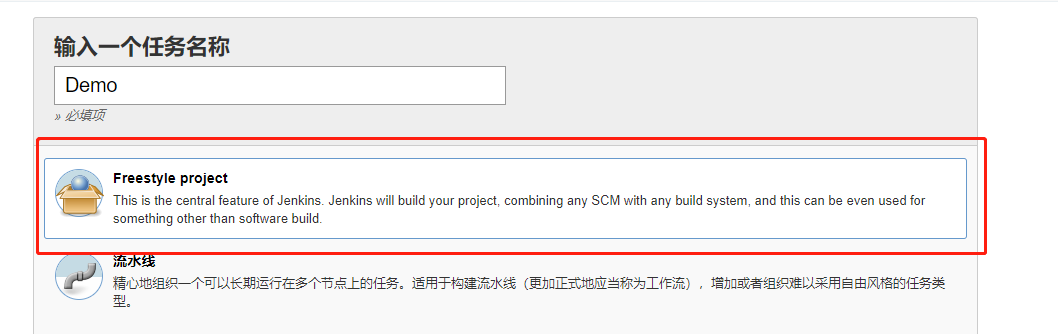 输入一个任务名称
Demo
» 必填项
Freestyle project
This is the central feature of Jenkins. Jenkins will build your project, combining any SCM with any build system, and this can be even used for
something other than software build.
流水线
精心地组织一个可以长期运行在多个节点上的任务。适用于构建流水线（更加正式地应当称为工作流），增加或者组织难以采用自由风格的任务类
型。